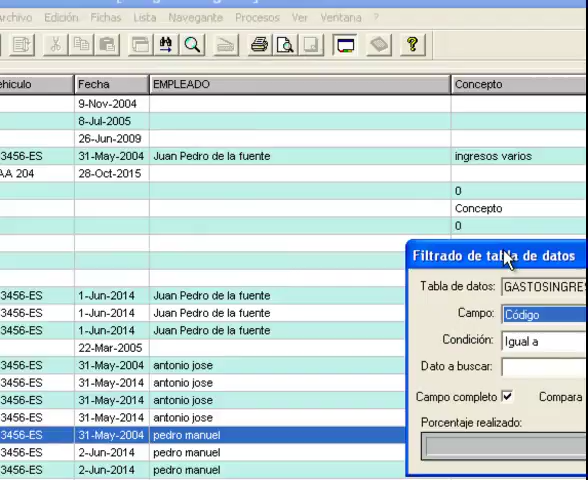 Archivo Edición Fichas Lista Navegante Procesos Ver Ventana ?
ehiculo Fecha EMPLEADO Concepto
9-Nov-2004
8-Jul-2005
26-Jun-2009
3456-ES 31-May-2004 Juan Pedro de la fuente ingresos varios
AA 204 28-Oct-2015
0
Concepto
0
Filtrado de tabla de datos
Tabla de datos: GASTOSINGRES
Campo: Código
Condición: Igual a
Dato a buscar:
Campo completo Compara
Porcentaje realizado:
3456-ES 1-Jun-2014 Juan Pedro de la fuente
3456-ES 1-Jun-2014 Juan Pedro de la fuente
3456-ES 1-Jun-2014 Juan Pedro de la fuente
22-Mar-2005
3456-ES 31-May-2004 antonio jose
3456-ES 31-May-2014 antonio jose
3456-ES 31-May-2014 antonio jose
3456-ES 31-May-2014 antonio jose
3456-ES 31-May-2004 pedro manuel
3456-ES 2-Jun-2014 pedro manuel
3456-ES 2-Jun-2014 pedro manuel